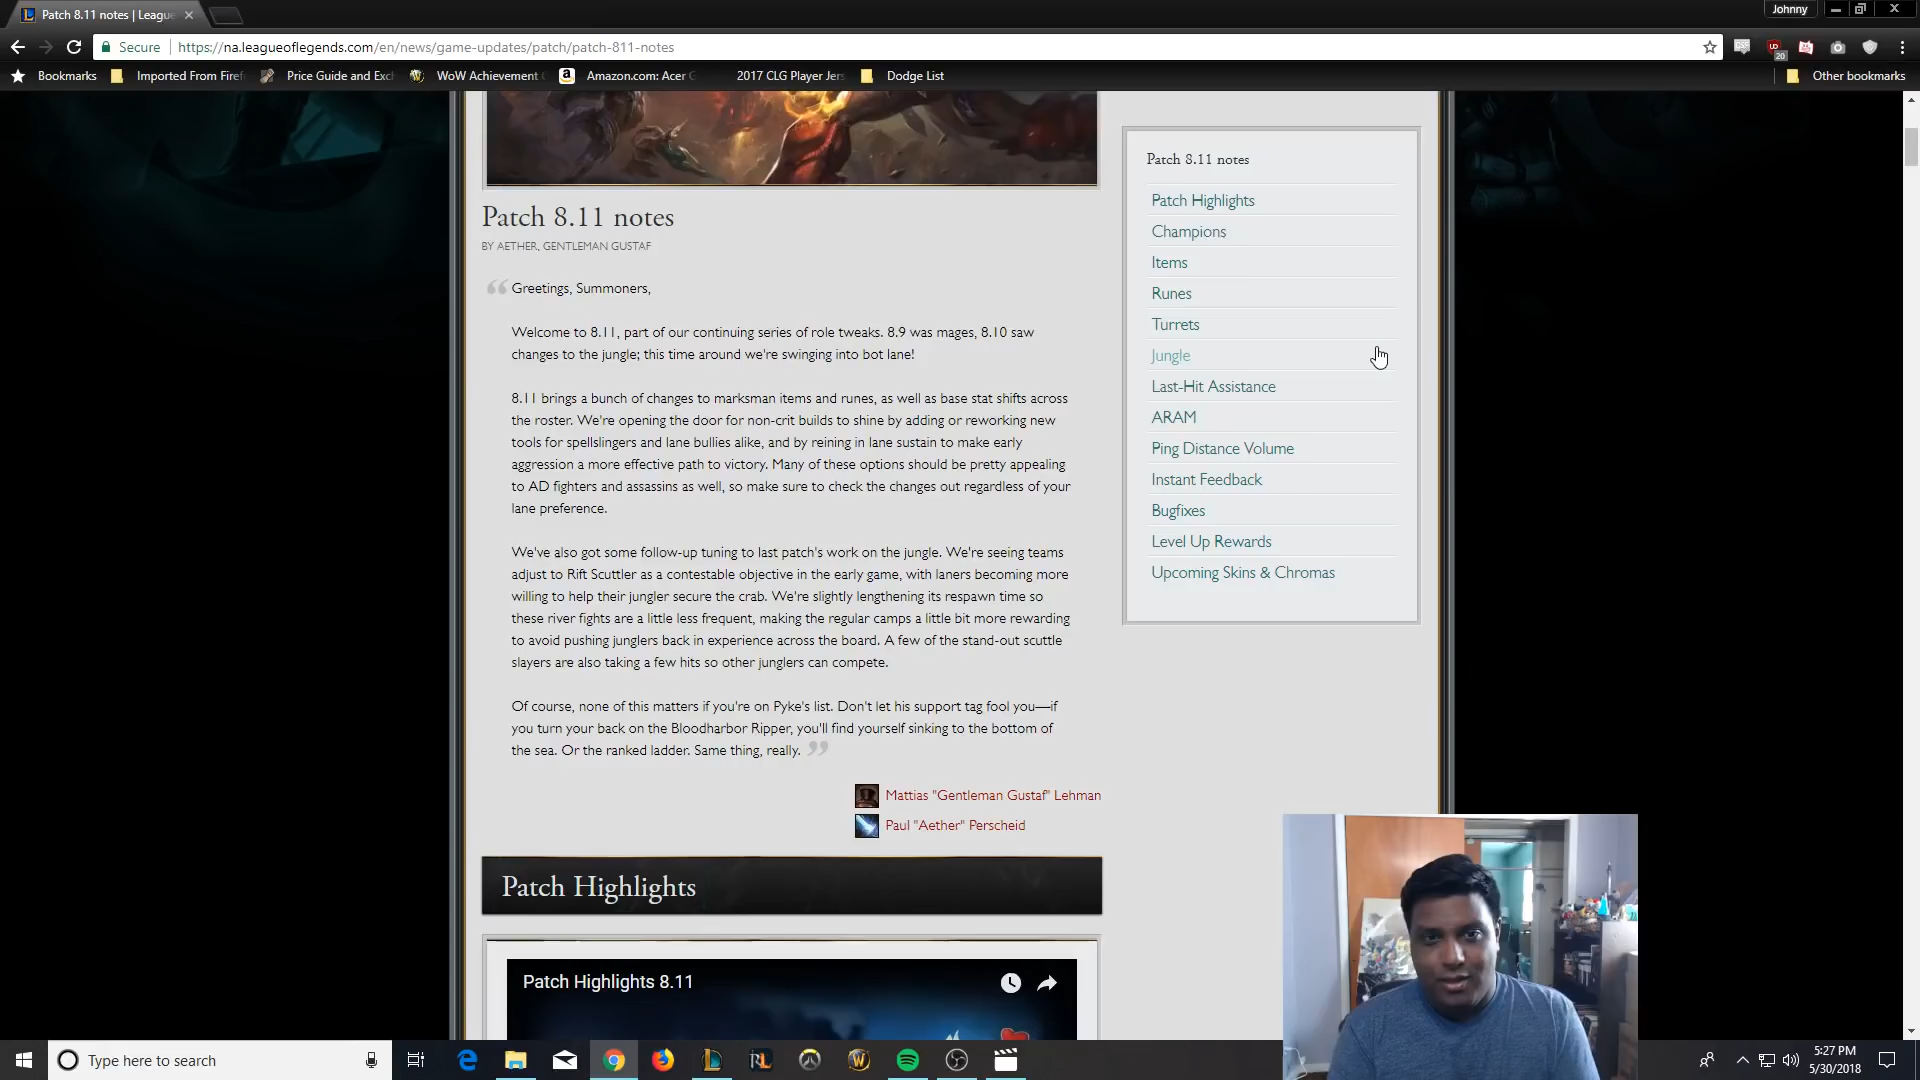 Patch 8.11 notes | Leagu
Johnny
Secure
https://na.leagueoflegends.com/en/news/game-updates/patch/patch-811-notes
20
Bookmarks
Imported From Firef
Price Guide and Exch
WoW Achievement
Amazon.com: Acer
2017 CLG Player Jers
Dodge List
Other bookmarks
Patch 8.11 notes
BY AETHER, GENTLEMAN GUSTAF
Greetings, Summoners,
Welcome to 8.11, part of our continuing series of role tweaks. 8.9 was mages, 8.10 saw
changes to the jungle; this time around we're swinging into bot lane!
8.11 brings a bunch of changes to marksman items and runes, as well as base stat shifts across
the roster. We're opening the door for non-crit builds to shine by adding or reworking new
tools for spellslingers and lane bullies alike, and by reining in lane sustain to make early
aggression a more effective path to victory. Many of these options should be pretty appealing
to AD fighters and assassins as well, so make sure to check the changes out regardless of your
lane preference.
We've also got some follow-up tuning to last patch's work on the jungle. We're seeing teams
adjust to Rift Scuttler as a contestable objective in the early game, with laners becoming more
willing to help their jungler secure the crab. We're slightly lengthening its respawn time so
these river fights are a little less frequent, making the regular camps a little bit more rewarding
to avoid pushing junglers back in experience across the board. A few of the stand-out scuttle
slayers are also taking a few hits so other junglers can compete.
Of course, none of this matters if you're on Pyke's list. Don't let his support tag fool you—if
you turn your back on the Bloodharbor Ripper, you'll find yourself sinking to the bottom of
the sea. Or the ranked ladder. Same thing, really.
Mattias "Gentleman Gustaf" Lehman
Paul "Aether" Perscheid
Patch Highlights
Patch Highlights 8.11
Patch 8.11 notes
Patch Highlights
Champions
Items
Runes
Turrets
Jungle
Last-Hit Assistance
ARAM
Ping Distance Volume
Instant Feedback
Bugfixes
Level Up Rewards
Upcoming Skins & Chromas
Type here to search
5:27 PM
5/30/2018